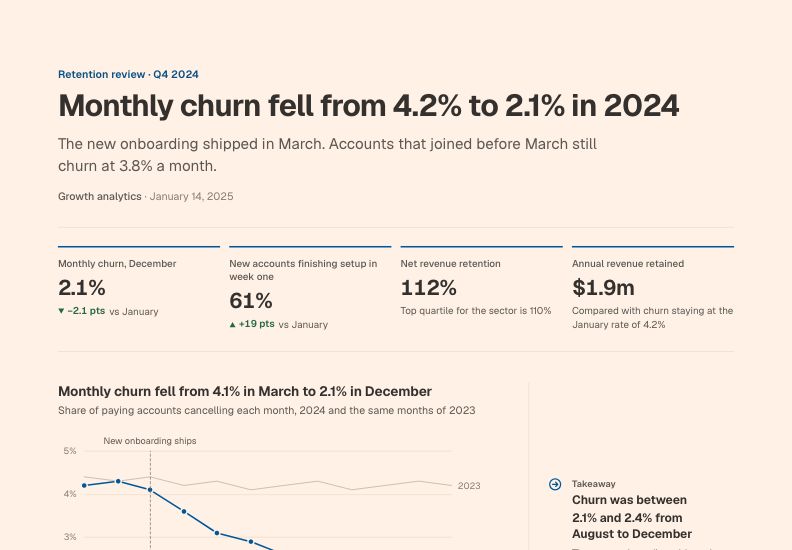 Retention review · Q4 2024
Monthly churn fell from 4.2% to 2.1% in 2024
The new onboarding shipped in March. Accounts that joined before March still
churn at 3.8% a month.
Growth analytics · January 14, 2025
Monthly churn, December
2.1%
▼ −2.1 pts vs January
New accounts finishing setup in
week one
61%
▲ +19 pts vs January
Net revenue retention
112%
Top quartile for the sector is 110%
Annual revenue retained
$1.9m
Compared with churn staying at the
January rate of 4.2%
Monthly churn fell from 4.1% in March to 2.1% in December
Share of paying accounts cancelling each month, 2024 and the same months of 2023
New onboarding ships
5%
4%
3%
2023
Takeaway
Churn was between
2.1% and 2.4% from
August to December